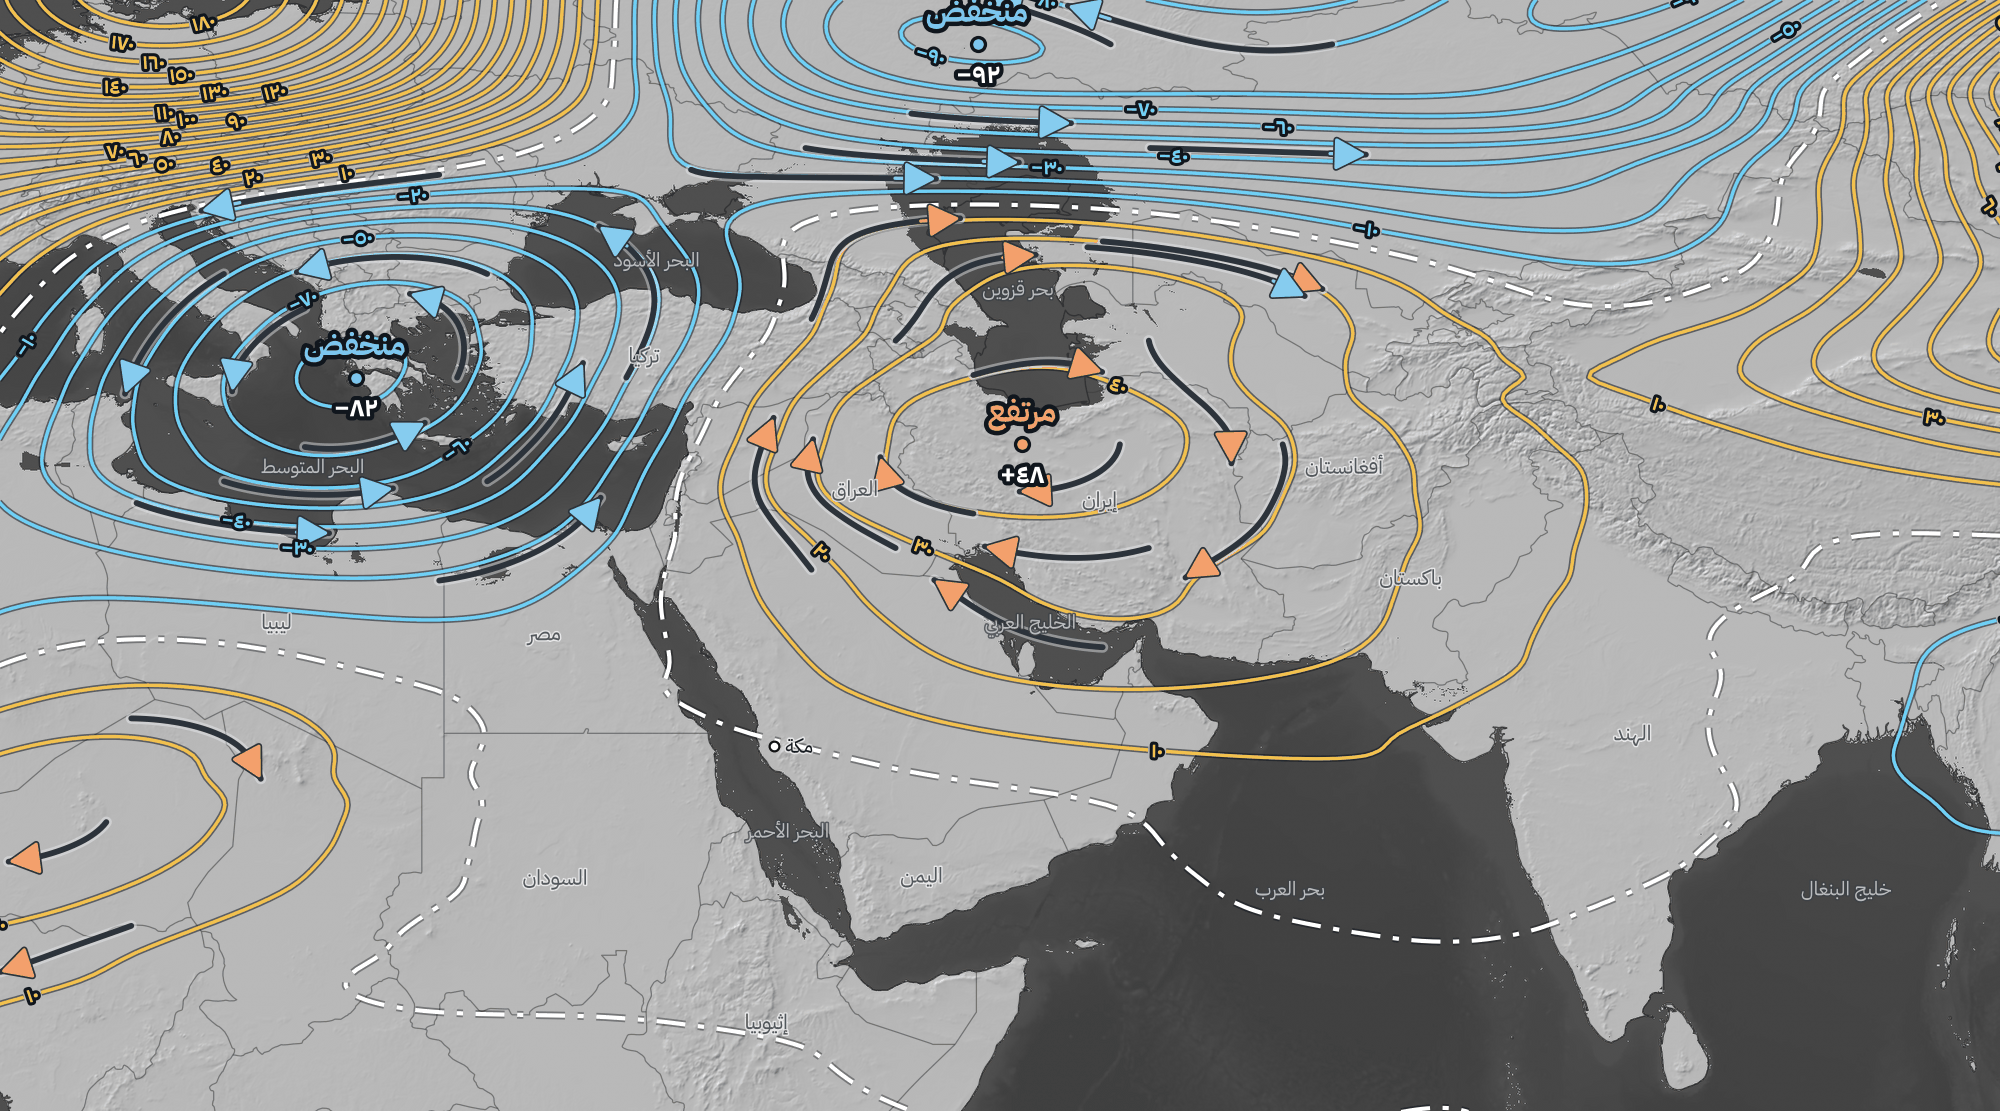 منخفض
−٩٢
−٩٠
−٨٠
−٥٠
−٧٠
−٦٠
−٤٠
−٣٠
−١٠
١٨٠
١٧٠
١٦٠
١٥٠
١٤٠
١٣٠
١٢٠
١١٠
١٠٠
٩٠
٨٠
٧٠
٦٠
٥٠
٤٠
٣٠
٢٠
١٠
−٢٠
−٥٠
−٧٠
−١٠
منخفض
−٨٢
−٦٠
−٤٠
−٣٠
البحر الأسود
بحر قزوين
تركيا
٤٠
مرتفع
+٤٨
١٠
٣٠
البحر المتوسط
العراق
إيران
أفغانستان
٢٠
٣٠
باكستان
ليبيا
مصر
الخليج العربي
مكة
١٠
الهند
البحر الأحمر
السودان
اليمن
بحر العرب
خليج البنغال
١٠
إثيوبيا